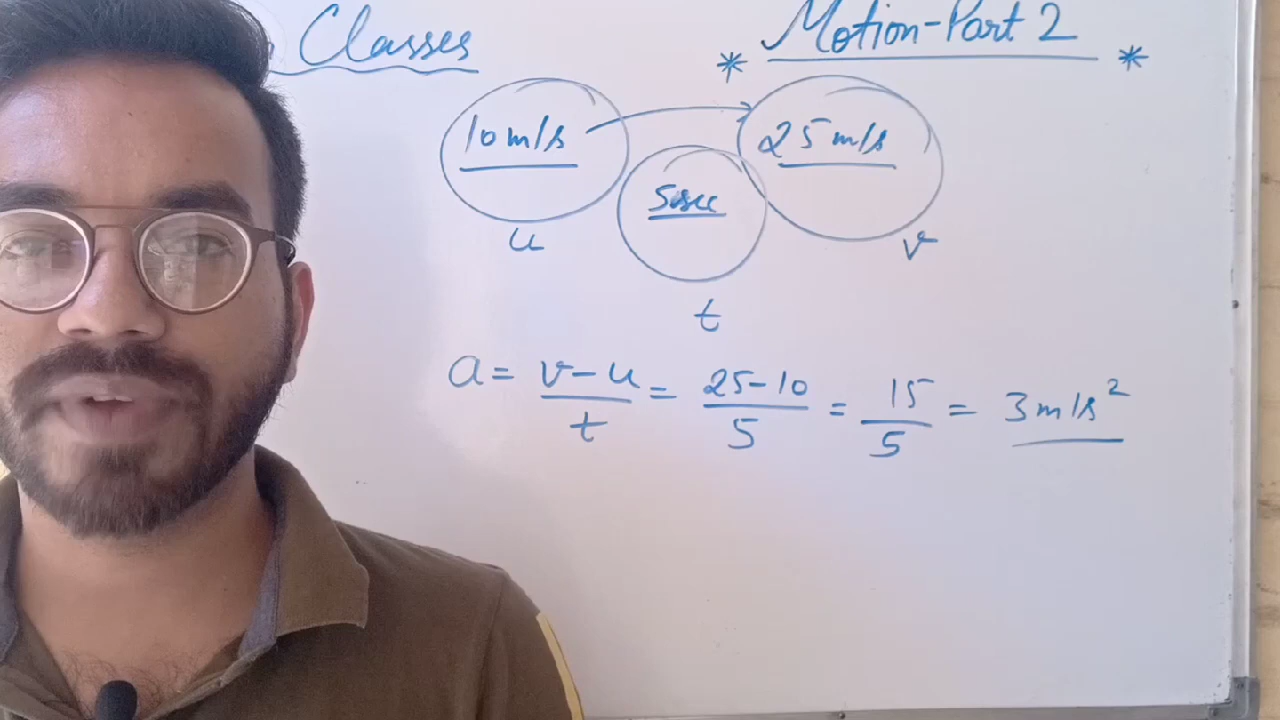 Classes
* Motion-Part 2 *
10 m/s
25 m/s
5 sec
u
v
t
a = v-u/t = 25-10/5 = 15/5 = 3 m/s²